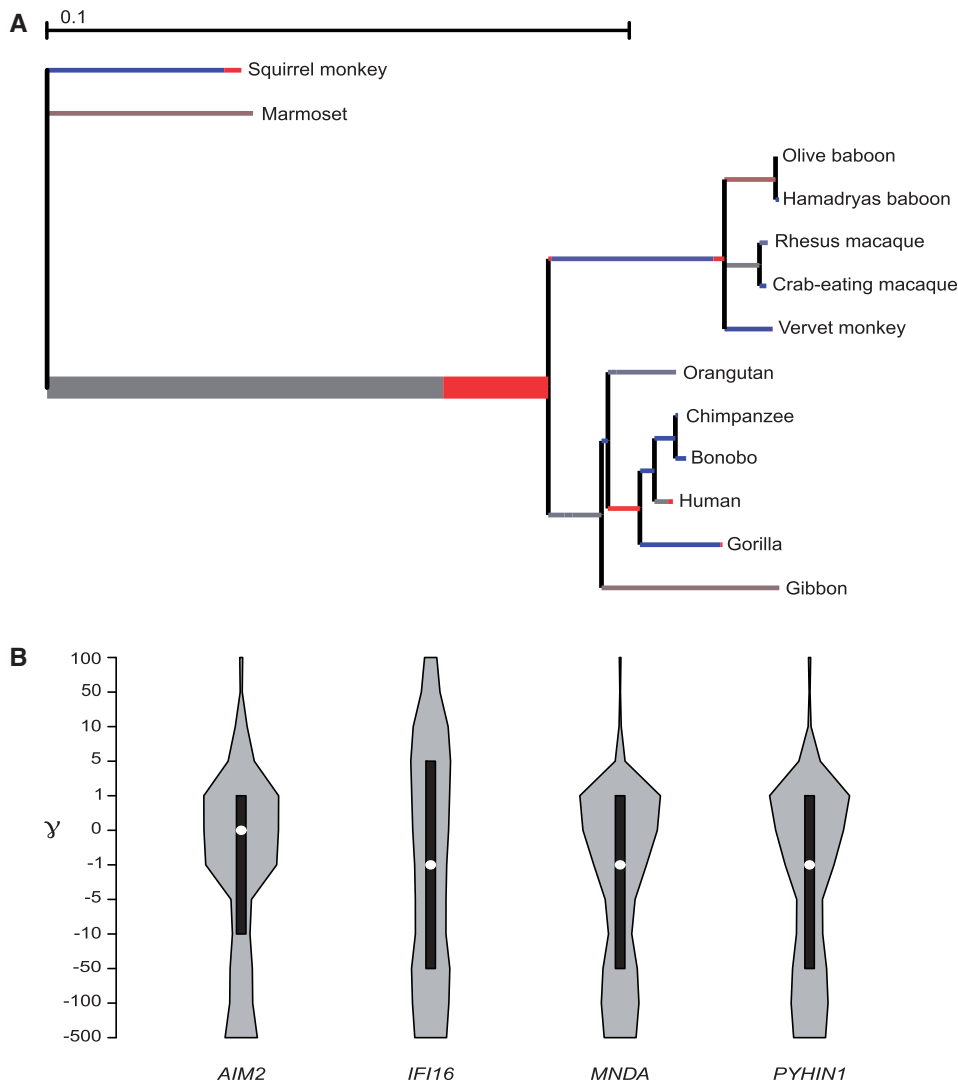 A
0.1
Squirrel monkey
Marmoset
Olive baboon
Hamadryas baboon
Rhesus macaque
Crab-eating macaque
Vervet monkey
Orangutan
Chimpanzee
Bonobo
Human
Gorilla
Gibbon
B
100
50
10
5
1
0
-1
-5
-10
-50
-100
-500
γ
AIM2 IFI16 MNDA PYHIN1